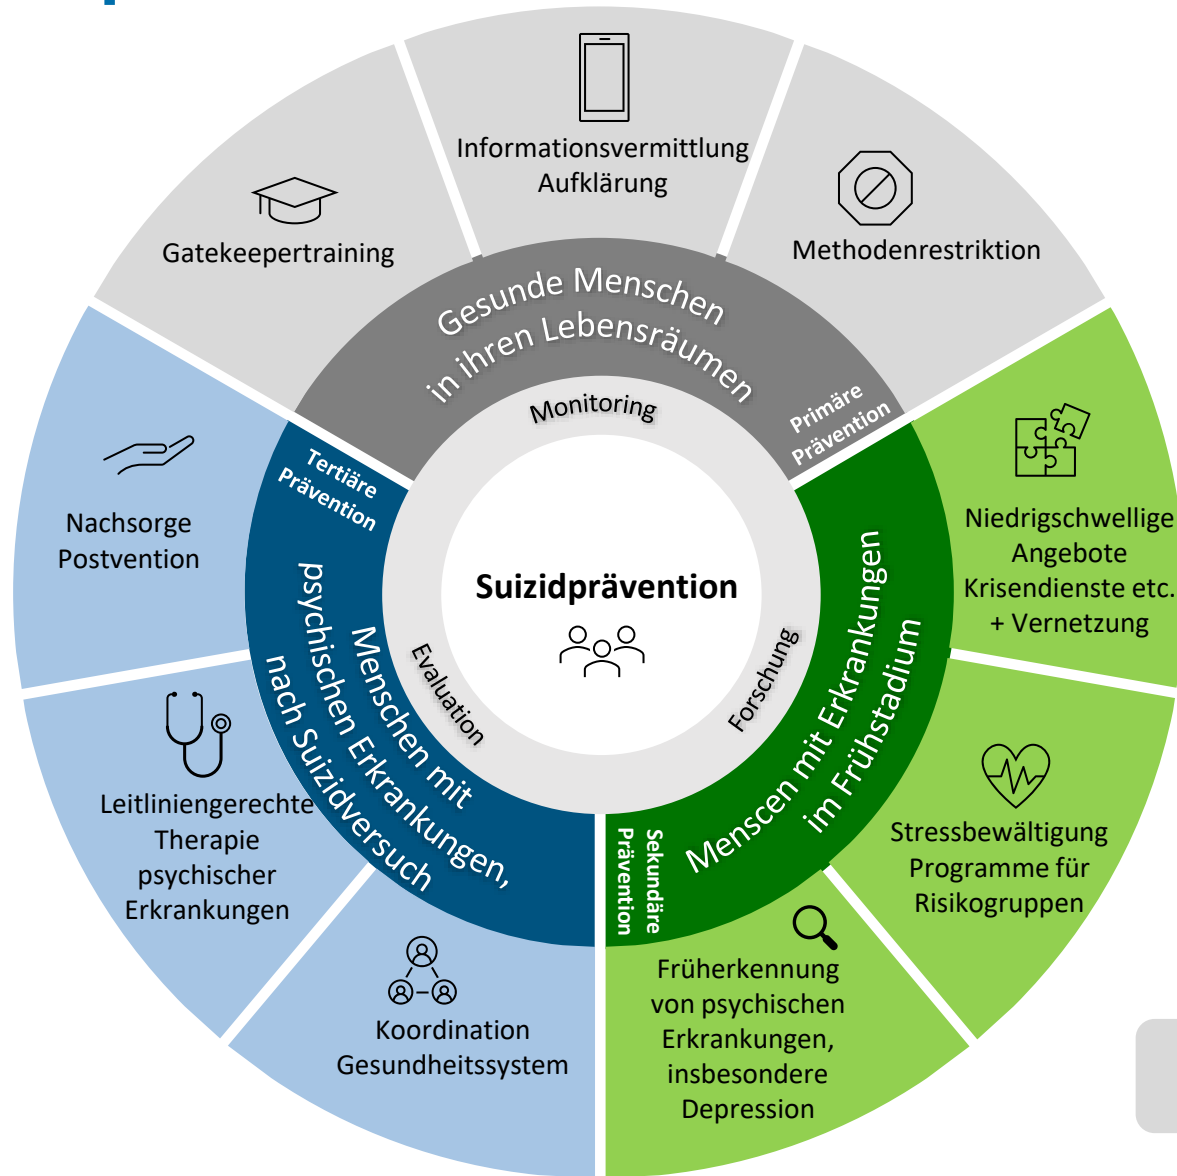 Informationsvermittlung
Aufklärung
Gatekeepertraining
Methodenrestriktion
Gesunde Menschen
in ihren Lebensräumen
Primäre
Prävention
Monitoring
Tertiäre
Prävention
Nachsorge
Postvention
Niedrigschwellige
Angebote
Krisendienste etc.
+ Vernetzung
Suizidprävention
Evaluation
Forschung
Menschen mit
psychischen Erkrankungen,
nach Suizidversuch
Menscen mit Erkrankungen
im Frühstadium
Sekundäre
Prävention
Leitliniengerechte
Therapie
psychischer
Erkrankungen
Stressbewältigung
Programme für
Risikogruppen
Koordination
Gesundheitssystem
Früherkennung
von psychischen
Erkrankungen,
insbesondere
Depression